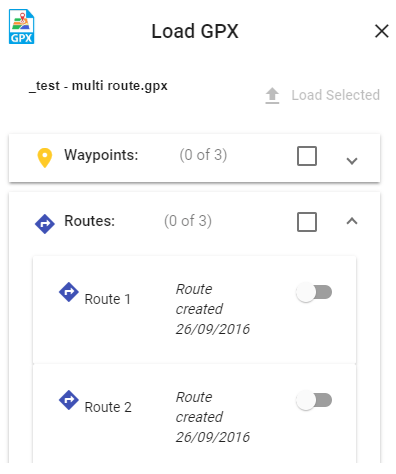 GPX
Load GPX
_test - multi route.gpx
Load Selected
Waypoints: (0 of 3)
Routes: (0 of 3)
Route 1
Route
created
26/09/2016
Route 2
Route
created
26/09/2016